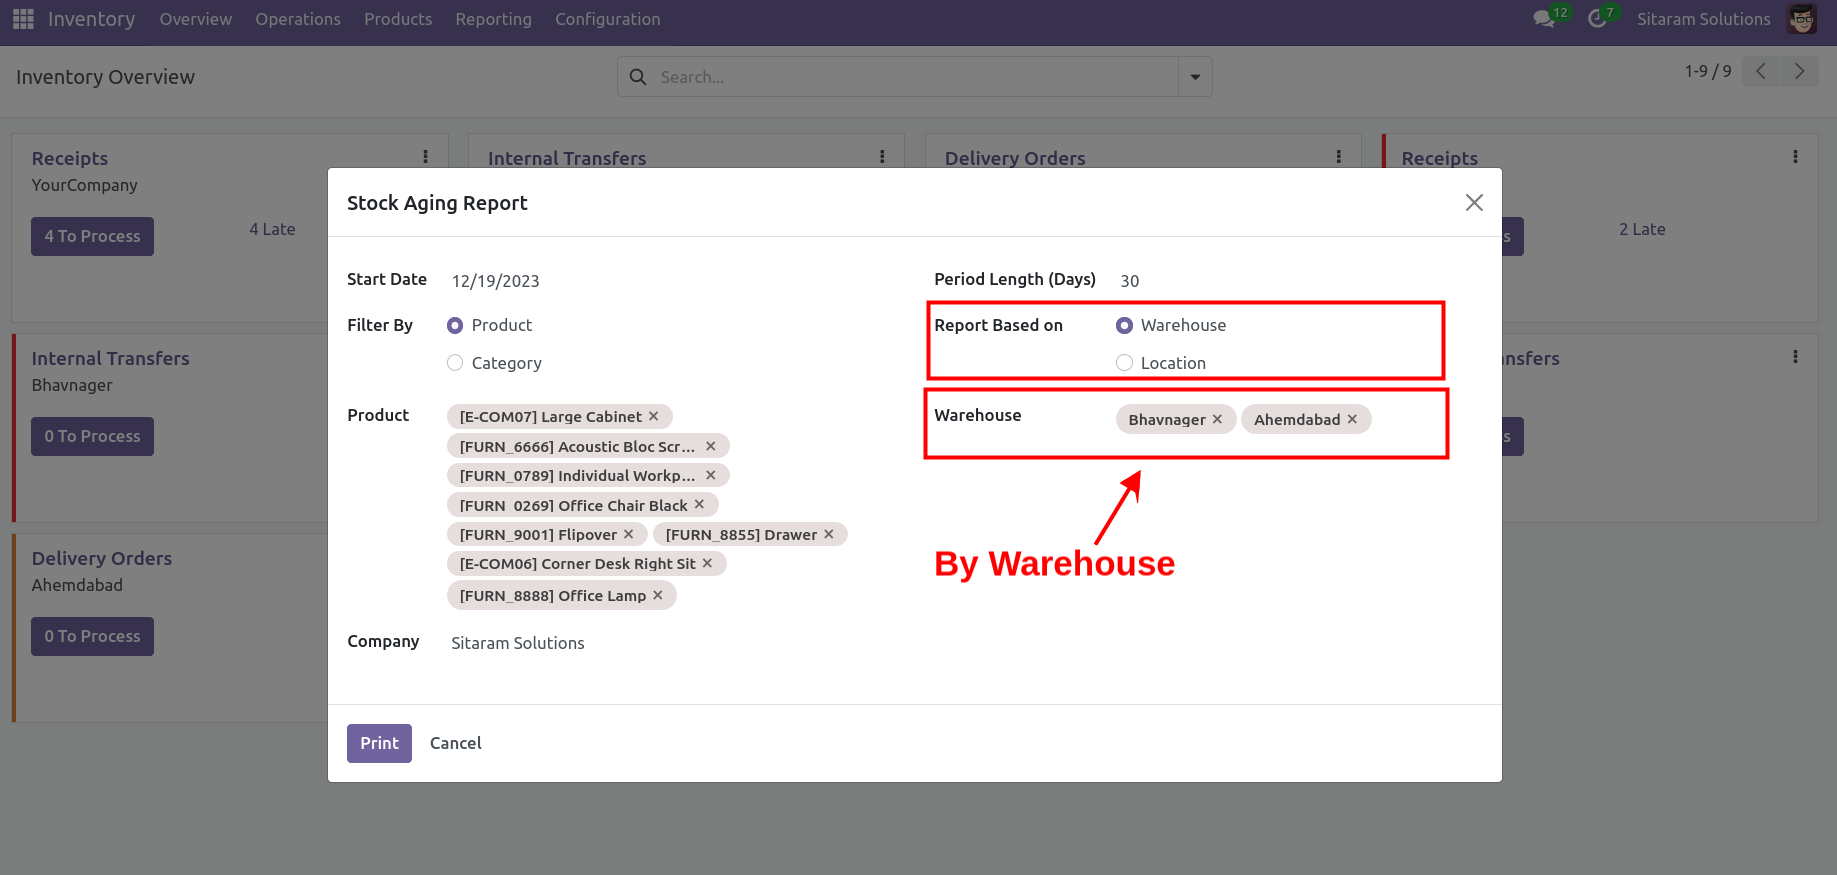 Inventory Overview Operations Products Reporting Configuration 12 7 Sitaram Solutions
Inventory Overview Search... 1-9 / 9
Receipts Internal Transfers Delivery Orders Receipts
YourCompany
4 To Process 4 Late s 2 Late
Internal Transfers nsfers
Bhavnager
0 To Process s
Delivery Orders
Ahemdabad
0 To Process
Stock Aging Report
Start Date 12/19/2023 Period Length (Days) 30
Filter By Product Report Based on Warehouse
Category Location
Product [E-COM07] Large Cabinet Warehouse Bhavnager Ahemdabad
[FURN_6666] Acoustic Bloc Scr...
[FURN_0789] Individual Workp...
[FURN_0269] Office Chair Black
[FURN_9001] Flipover [FURN_8855] Drawer
[E-COM06] Corner Desk Right Sit
[FURN_8888] Office Lamp
By Warehouse
Company Sitaram Solutions
Print Cancel